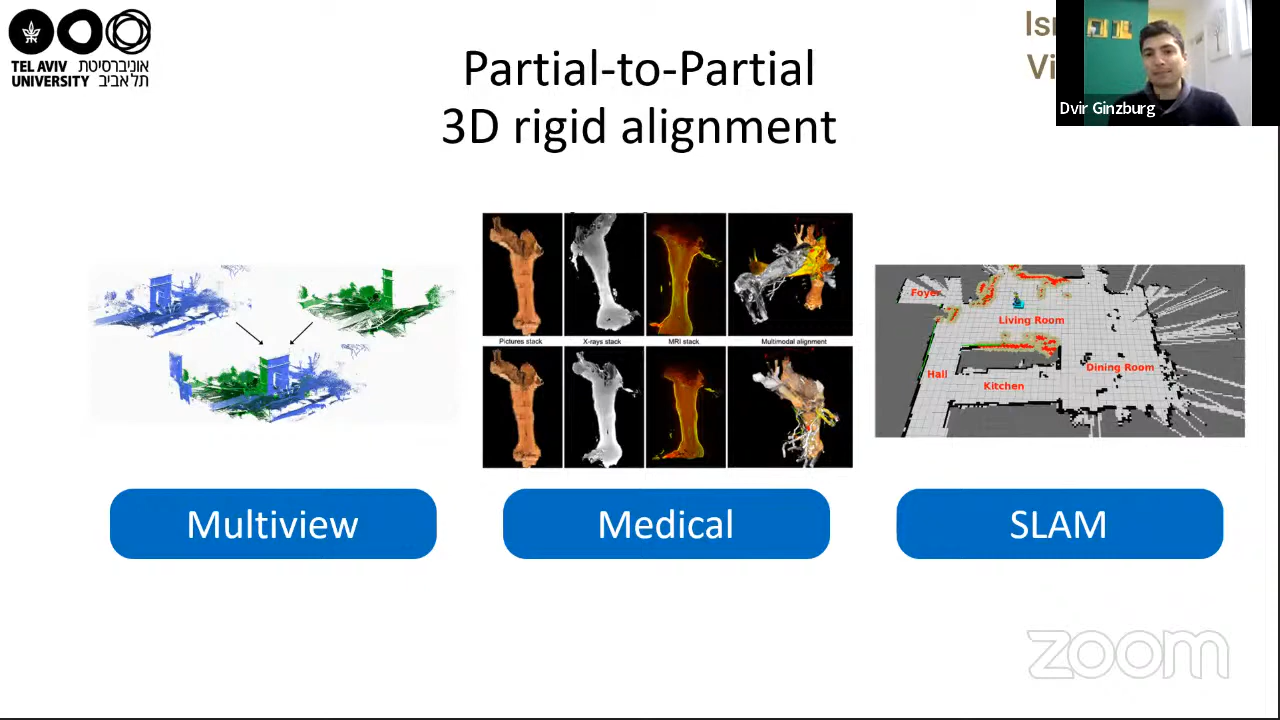 TEL AVIV אוניברסיטת
UNIVERSITY תל אביב
Partial-to-Partial
3D rigid alignment
Dvir Ginzburg
Pictures stack
X-rays stack
MRI stack
Multimodal alignment
Foyer
Living Room
Hall
Kitchen
Dining Room
Multiview
Medical
SLAM
zoom